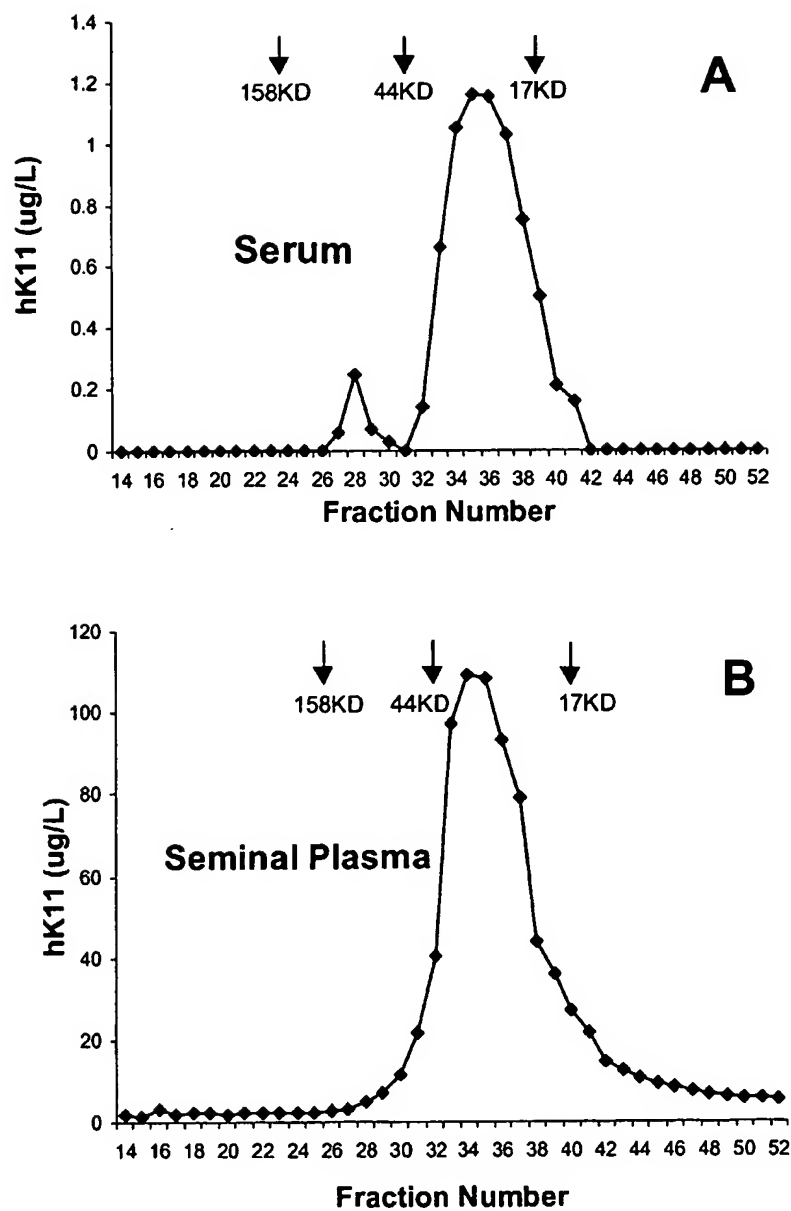 1.4
1.2
1
0.8
0.6
0.4
0.2
0
hK11 (ug/L)
158KD 44KD 17KD
A
Serum
14 16 18 20 22 24 26 28 30 32 34 36 38 40 42 44 46 48 50 52
Fraction Number
120
100
80
60
40
20
0
hK11 (ug/L)
158KD 44KD 17KD
B
Seminal Plasma
14 16 18 20 22 24 26 28 30 32 34 36 38 40 42 44 46 48 50 52
Fraction Number